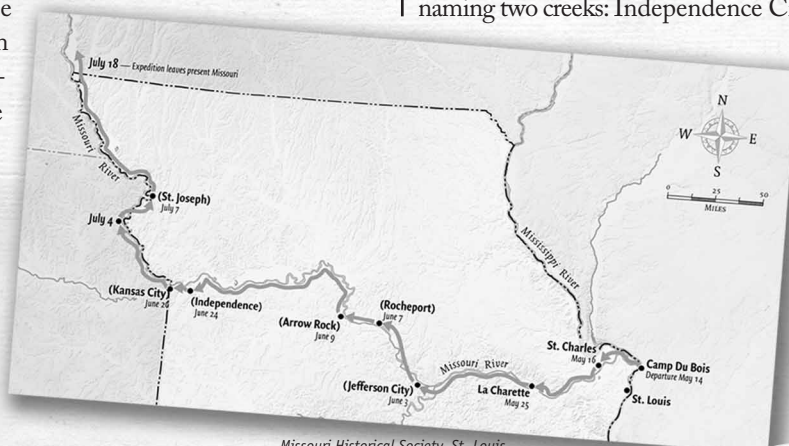 naming two creeks: Independence
July 18 — Expedition leaves present Missouri
Missouri River
(St. Joseph)
July 7
July 4
(Kansas City)
June 26
(Independence)
June 24
(Arrow Rock)
June 9
(Rocheport)
June 7
(Jefferson City)
June 3
Missouri River
La Charette
May 25
St. Charles
May 16
Camp Du Bois
Departure May 14
St. Louis
Mississippi River
N
W E
S
0 25 50
MILES
Missouri Historical Society, St. Louis